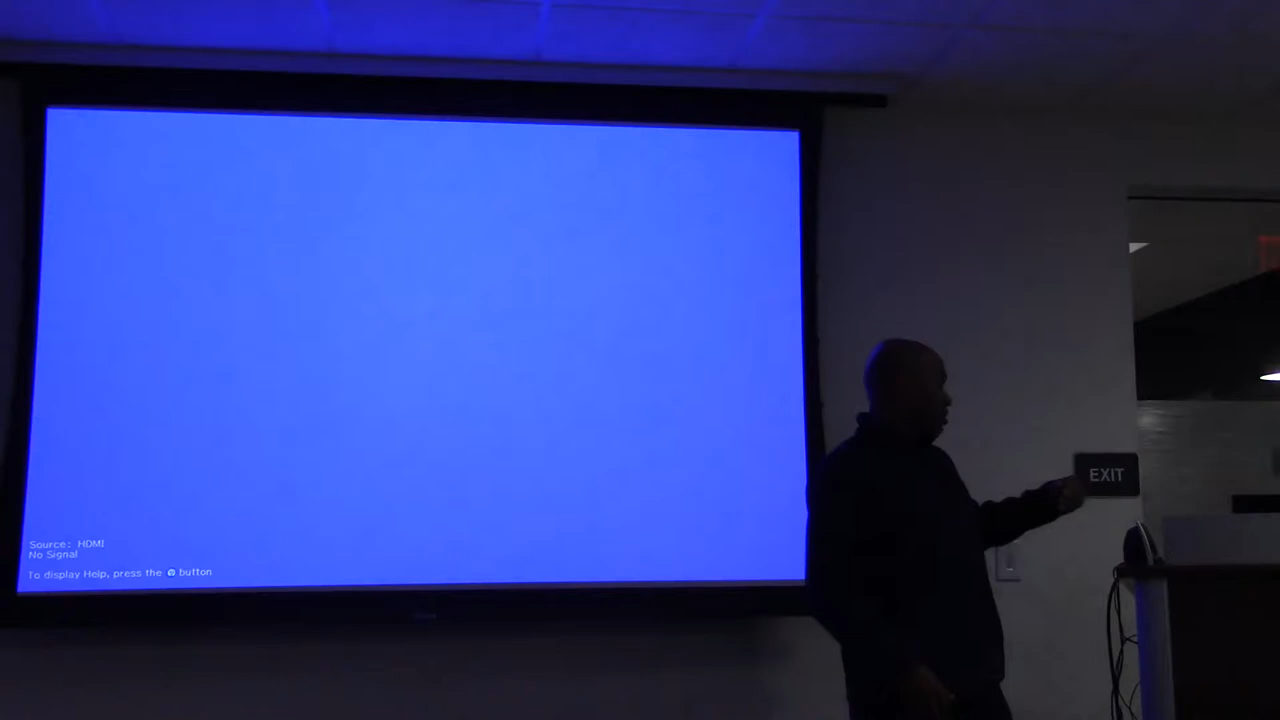 Source: HDMI
No Signal
To display Help, press the button
EXIT